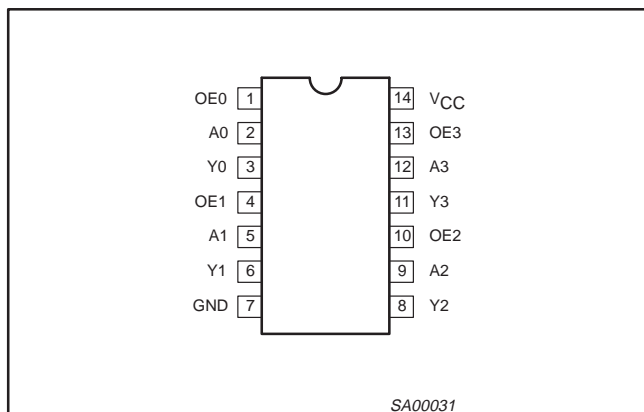 OE0 1 14 VCC
A0 2 13 OE3
Y0 3 12 A3
OE1 4 11 Y3
A1 5 10 OE2
Y1 6 9 A2
GND 7 8 Y2
SA00031